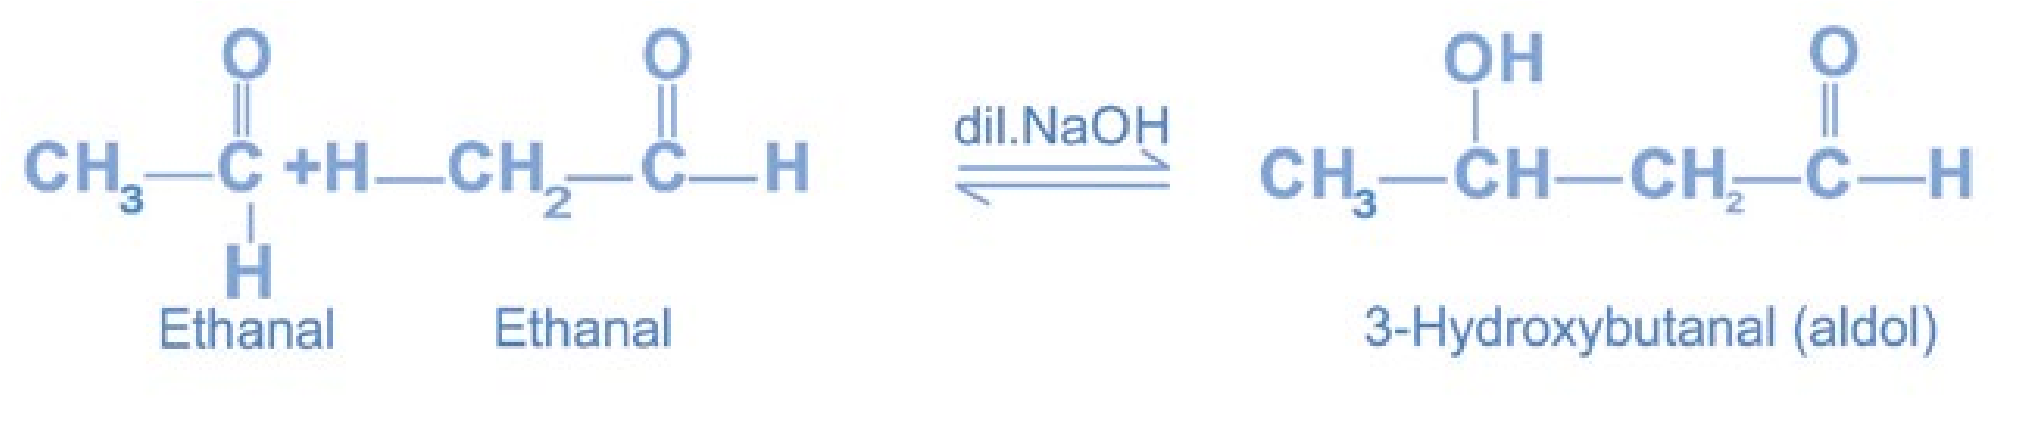 O O OH O
dil.NaOH
CH3—C +H—CH2—C—H CH3—CH—CH2—C—H
H
Ethanal Ethanal 3-Hydroxybutanal (aldol)